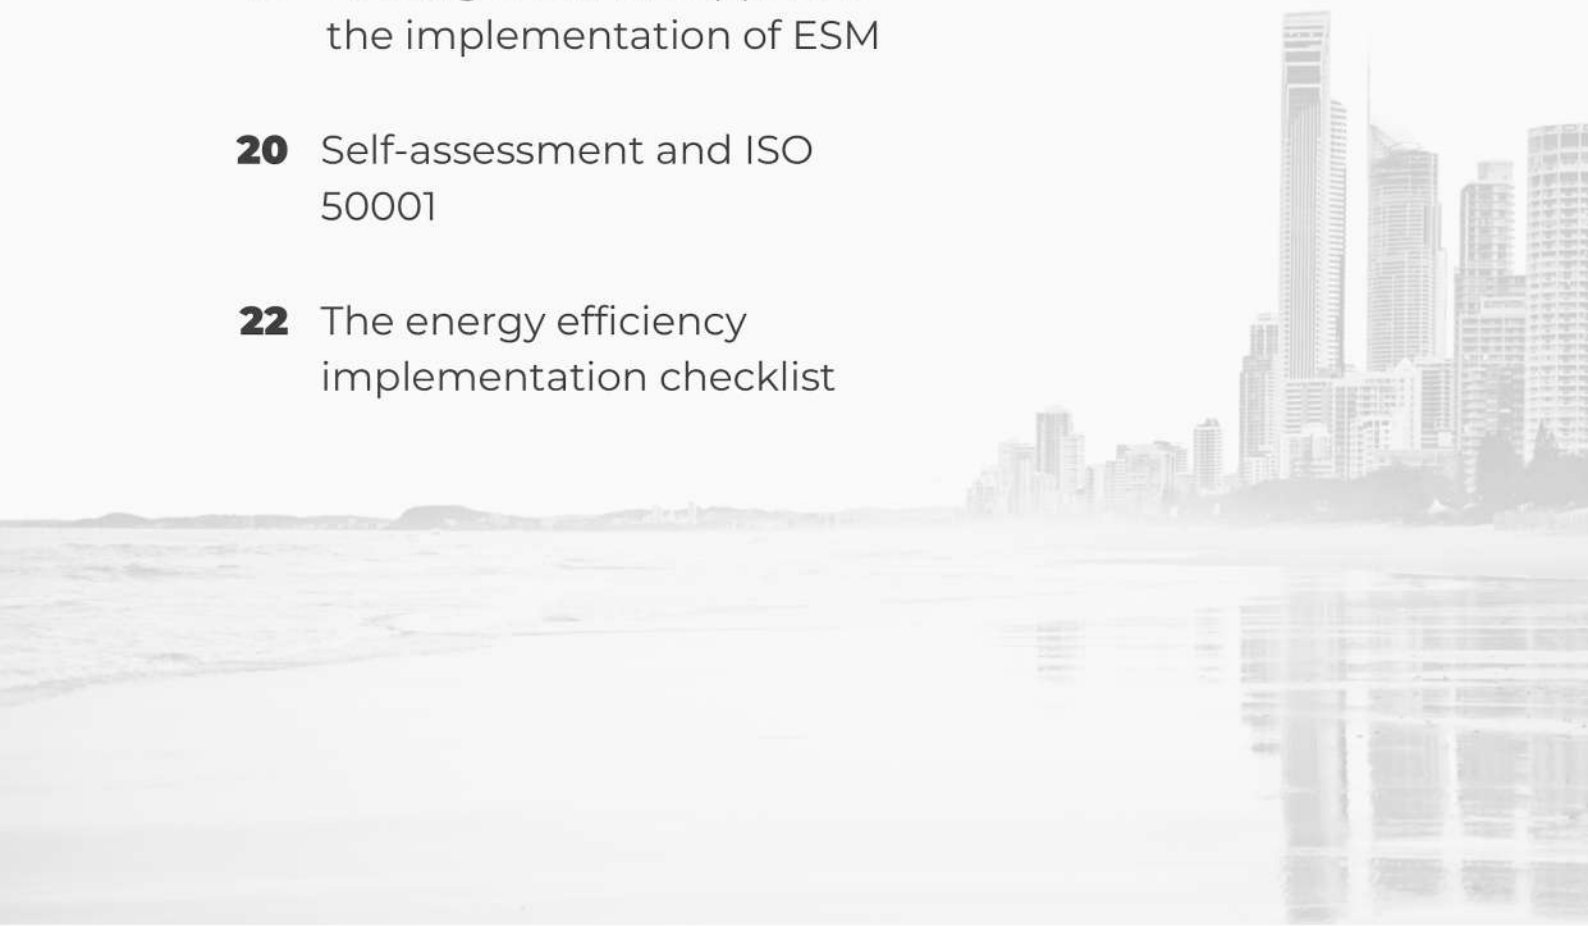 the implementation of ESM
20 Self-assessment and ISO
50001
22 The energy efficiency
implementation checklist